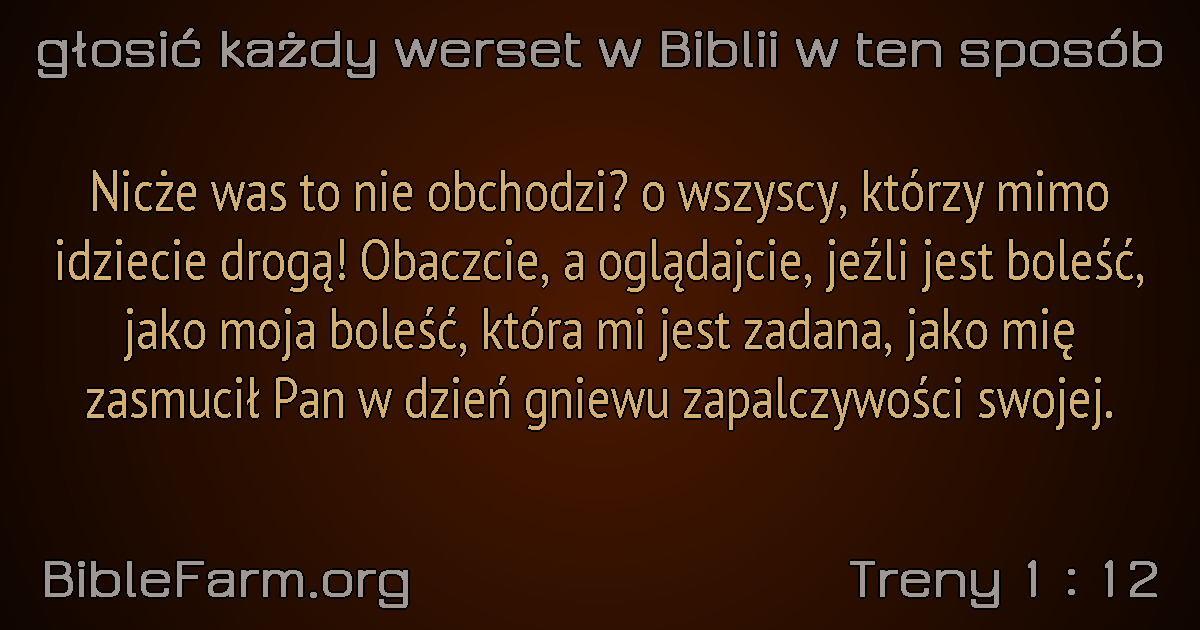 głosić każdy werset w Biblii w ten sposób
Nicże was to nie obchodzi? o wszyscy, którzy mimo
idziecie drogą! Obaczcie, a oglądajcie, jeźli jest boleść,
jako moja boleść, która mi jest zadana, jako mię
zasmucił Pan w dzień gniewu zapalczywości swojej.
BibleFarm.org
Treny 1 : 12